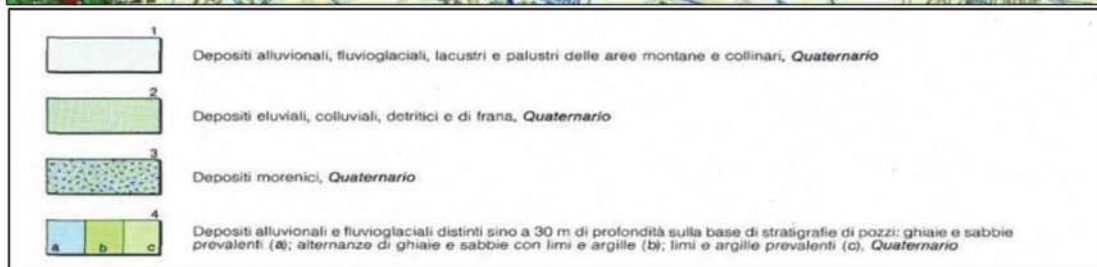 1
Depositi alluvionali, fluvioglaciali, lacustri e palustri delle aree montane e collinari, Quaternario
2
Depositi eluviali, colluviali, detritici e di frana, Quaternario
3
Depositi morenici, Quaternario
4
a b c
Depositi alluvionali e fluvioglaciali distinti sino a 30 m di profondità sulla base di stratigrafie di pozzi: ghiaie e sabbie
prevalenti (a); alternanze di ghiaie e sabbie con limi e argille (b); limi e argille prevalenti (c), Quaternario